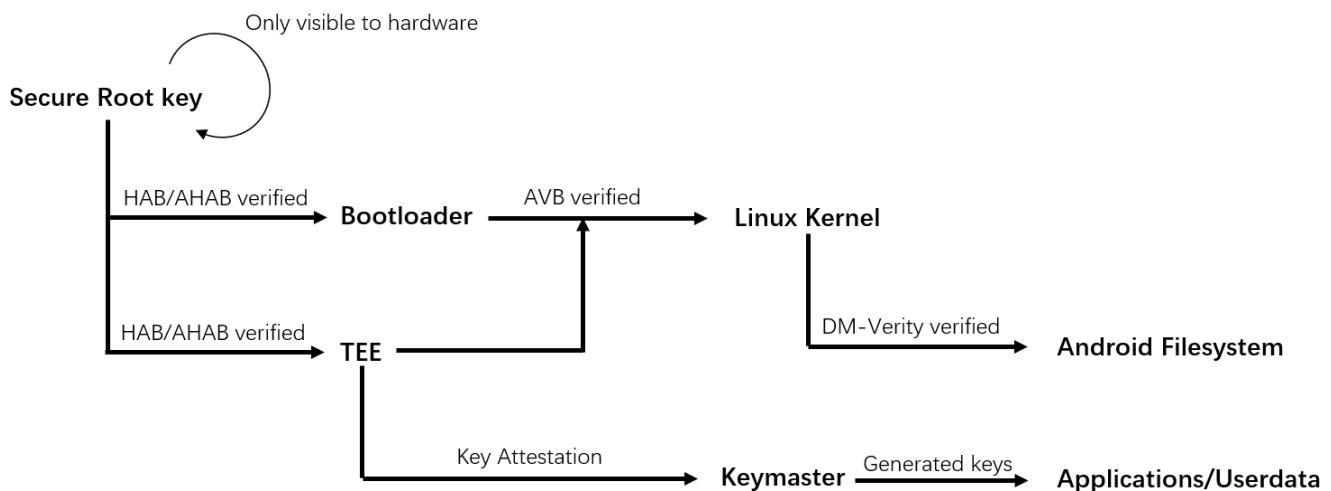 Only visible to hardware
Secure Root key
HAB/AHAB verified
Bootloader
AVB verified
Linux Kernel
HAB/AHAB verified
TEE
DM-Verity verified
Android Filesystem
Key Attestation
Keymaster
Generated keys
Applications/Userdata